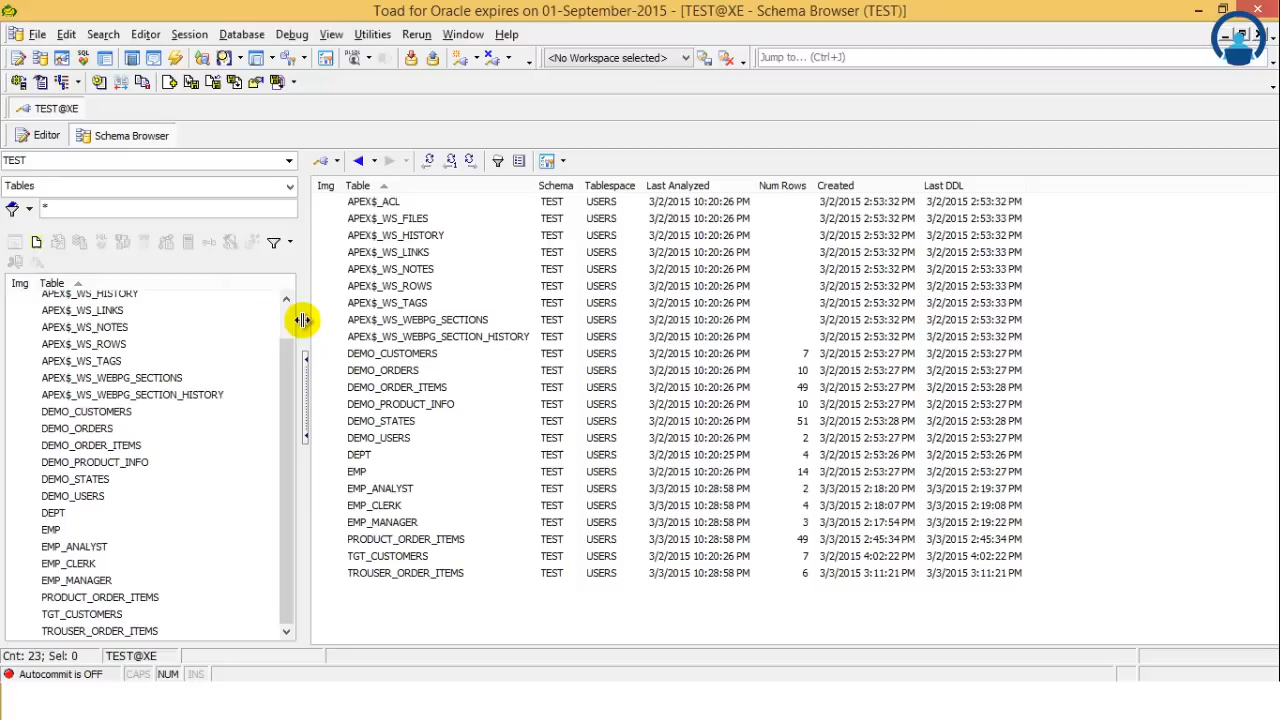 Toad for Oracle expires on 01-September-2015 - [TEST@XE - Schema Browser (TEST)]
File Edit Search Editor Session Database Debug View Utilities Rerun Window Help
SQL <No Workspace selected> Jump to... (Ctrl+J)
TEST@XE
Editor Schema Browser
TEST
Tables
*
Img Table
APEX$_WS_HISTORY
APEX$_WS_LINKS
APEX$_WS_NOTES
APEX$_WS_ROWS
APEX$_WS_TAGS
APEX$_WS_WEBPG_SECTIONS
APEX$_WS_WEBPG_SECTION_HISTORY
DEMO_CUSTOMERS
DEMO_ORDERS
DEMO_ORDER_ITEMS
DEMO_PRODUCT_INFO
DEMO_STATES
DEMO_USERS
DEPT
EMP
EMP_ANALYST
EMP_CLERK
EMP_MANAGER
PRODUCT_ORDER_ITEMS
TGT_CUSTOMERS
TROUSER_ORDER_ITEMS
Img Table Schema Tablespace Last Analyzed Num Rows Created Last DDL
APEX$_ACL TEST USERS 3/2/2015 10:20:26 PM 3/2/2015 2:53:32 PM 3/2/2015 2:53:32 PM
APEX$_WS_FILES TEST USERS 3/2/2015 10:20:26 PM 3/2/2015 2:53:32 PM 3/2/2015 2:53:33 PM
APEX$_WS_HISTORY TEST USERS 3/2/2015 10:20:26 PM 3/2/2015 2:53:32 PM 3/2/2015 2:53:33 PM
APEX$_WS_LINKS TEST USERS 3/2/2015 10:20:26 PM 3/2/2015 2:53:32 PM 3/2/2015 2:53:33 PM
APEX$_WS_NOTES TEST USERS 3/2/2015 10:20:26 PM 3/2/2015 2:53:32 PM 3/2/2015 2:53:33 PM
APEX$_WS_ROWS TEST USERS 3/2/2015 10:20:26 PM 3/2/2015 2:53:32 PM 3/2/2015 2:53:33 PM
APEX$_WS_TAGS TEST USERS 3/2/2015 10:20:26 PM 3/2/2015 2:53:32 PM 3/2/2015 2:53:33 PM
APEX$_WS_WEBPG_SECTIONS TEST USERS 3/2/2015 10:20:26 PM 3/2/2015 2:53:32 PM 3/2/2015 2:53:33 PM
APEX$_WS_WEBPG_SECTION_HISTORY TEST USERS 3/2/2015 10:20:26 PM 3/2/2015 2:53:32 PM 3/2/2015 2:53:33 PM
DEMO_CUSTOMERS TEST USERS 3/2/2015 10:20:26 PM 7 3/2/2015 2:53:27 PM 3/2/2015 2:53:27 PM
DEMO_ORDERS TEST USERS 3/2/2015 10:20:26 PM 10 3/2/2015 2:53:27 PM 3/2/2015 2:53:27 PM
DEMO_ORDER_ITEMS TEST USERS 3/2/2015 10:20:26 PM 49 3/2/2015 2:53:27 PM 3/2/2015 2:53:28 PM
DEMO_PRODUCT_INFO TEST USERS 3/2/2015 10:20:26 PM 10 3/2/2015 2:53:27 PM 3/2/2015 2:53:27 PM
DEMO_STATES TEST USERS 3/2/2015 10:20:26 PM 51 3/2/2015 2:53:28 PM 3/2/2015 2:53:28 PM
DEMO_USERS TEST USERS 3/2/2015 10:20:26 PM 2 3/2/2015 2:53:27 PM 3/2/2015 2:53:27 PM
DEPT TEST USERS 3/2/2015 10:20:25 PM 4 3/2/2015 2:53:26 PM 3/2/2015 2:53:26 PM
EMP TEST USERS 3/2/2015 10:20:26 PM 14 3/2/2015 2:53:26 PM 3/2/2015 2:53:27 PM
EMP_ANALYST TEST USERS 3/3/2015 10:28:58 PM 2 3/3/2015 2:18:20 PM 3/3/2015 2:19:37 PM
EMP_CLERK TEST USERS 3/3/2015 10:28:58 PM 4 3/3/2015 2:18:07 PM 3/3/2015 2:19:08 PM
EMP_MANAGER TEST USERS 3/3/2015 10:28:58 PM 3 3/3/2015 2:17:54 PM 3/3/2015 2:19:22 PM
PRODUCT_ORDER_ITEMS TEST USERS 3/3/2015 10:28:58 PM 49 3/3/2015 2:45:34 PM 3/3/2015 2:45:34 PM
TGT_CUSTOMERS TEST USERS 3/2/2015 10:20:26 PM 7 3/2/2015 4:02:22 PM 3/2/2015 4:02:22 PM
TROUSER_ORDER_ITEMS TEST USERS 3/3/2015 10:28:58 PM 6 3/3/2015 3:11:21 PM 3/3/2015 3:11:21 PM
Cnt: 23; Sel: 0 TEST@XE
Autocommit is OFF CAPS NUM INS